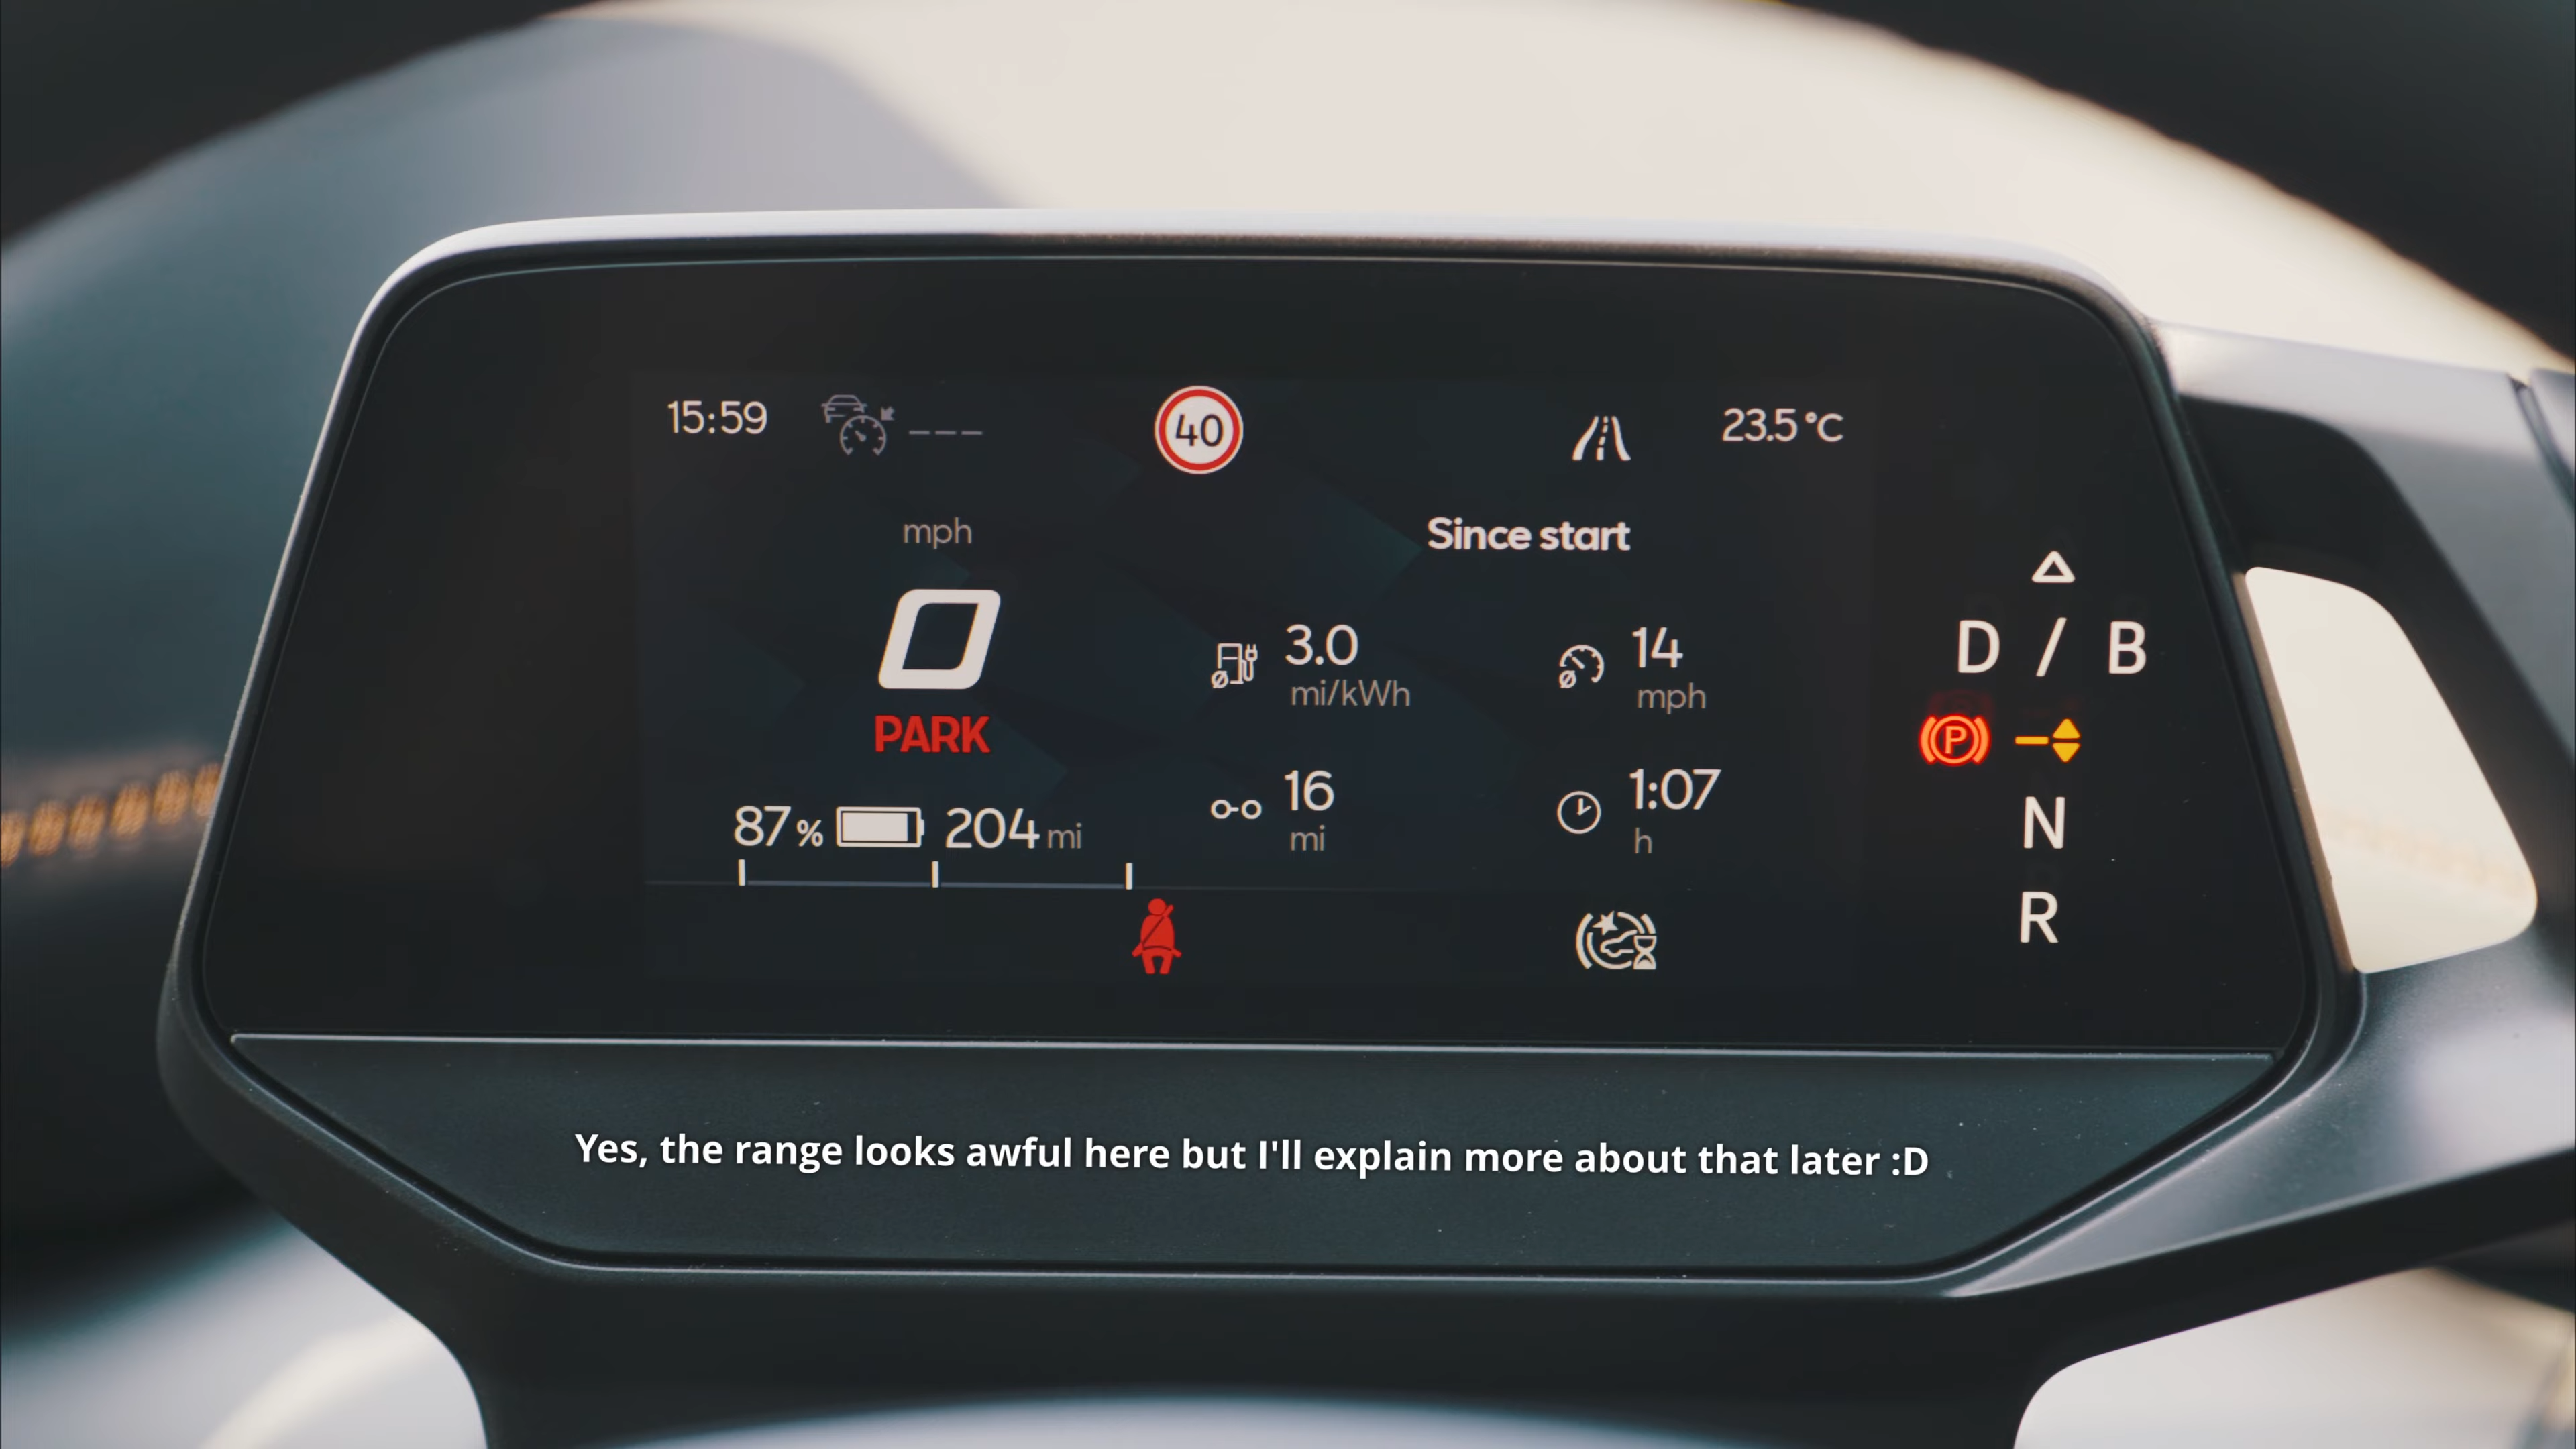 15:59 --- 40 23.5°C
mph Since start
0
PARK
3.0 mi/kWh 14 mph
87% 204 mi 16 mi 1:07 h
D / B
P
N
R
Yes, the range looks awful here but I'll explain more about that later :D